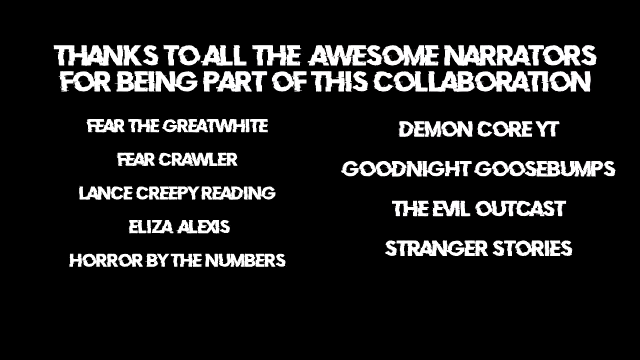 THANKS TO ALL THE AWESOME NARRATORS
FOR BEING PART OF THIS COLLABORATION
FEAR THE GREATWHITE
FEAR CRAWLER
LANCE CREEPY READING
ELIZA ALEXIS
HORROR BY THE NUMBERS
DEMON CORE YT
GOODNIGHT GOOSEBUMPS
THE EVIL OUTCAST
STRANGER STORIES